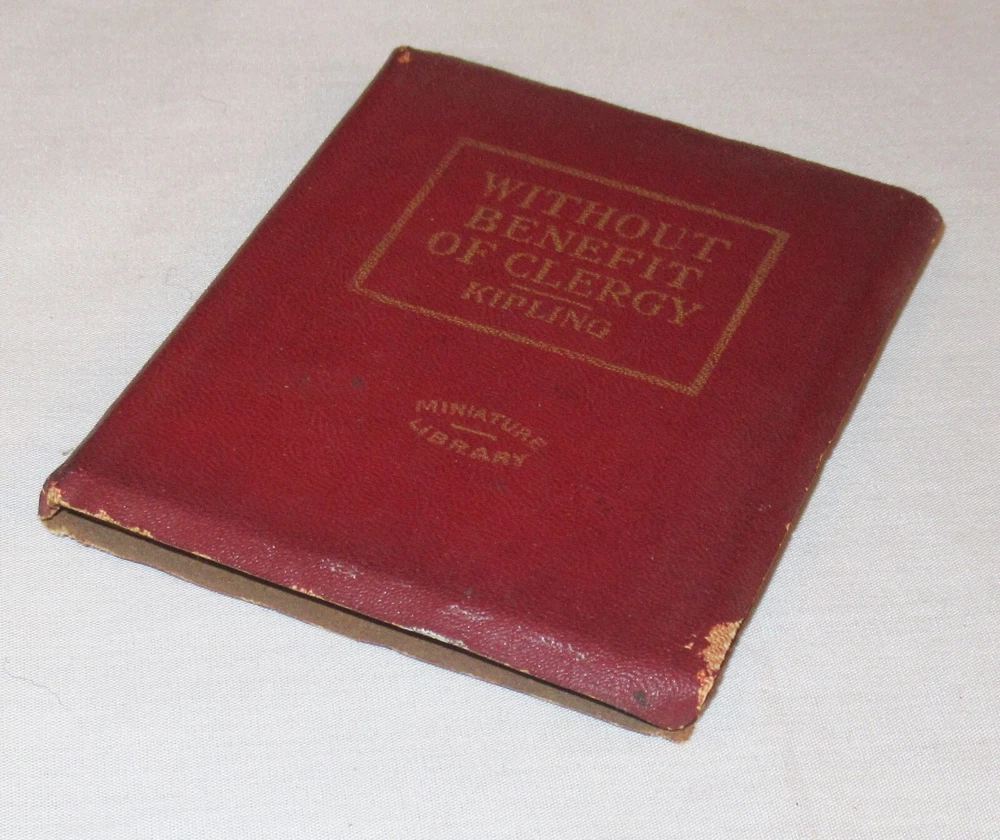 WITHOUT
BENEFIT
OF CLERGY
KIPLING
MINIATURE
LIBRARY